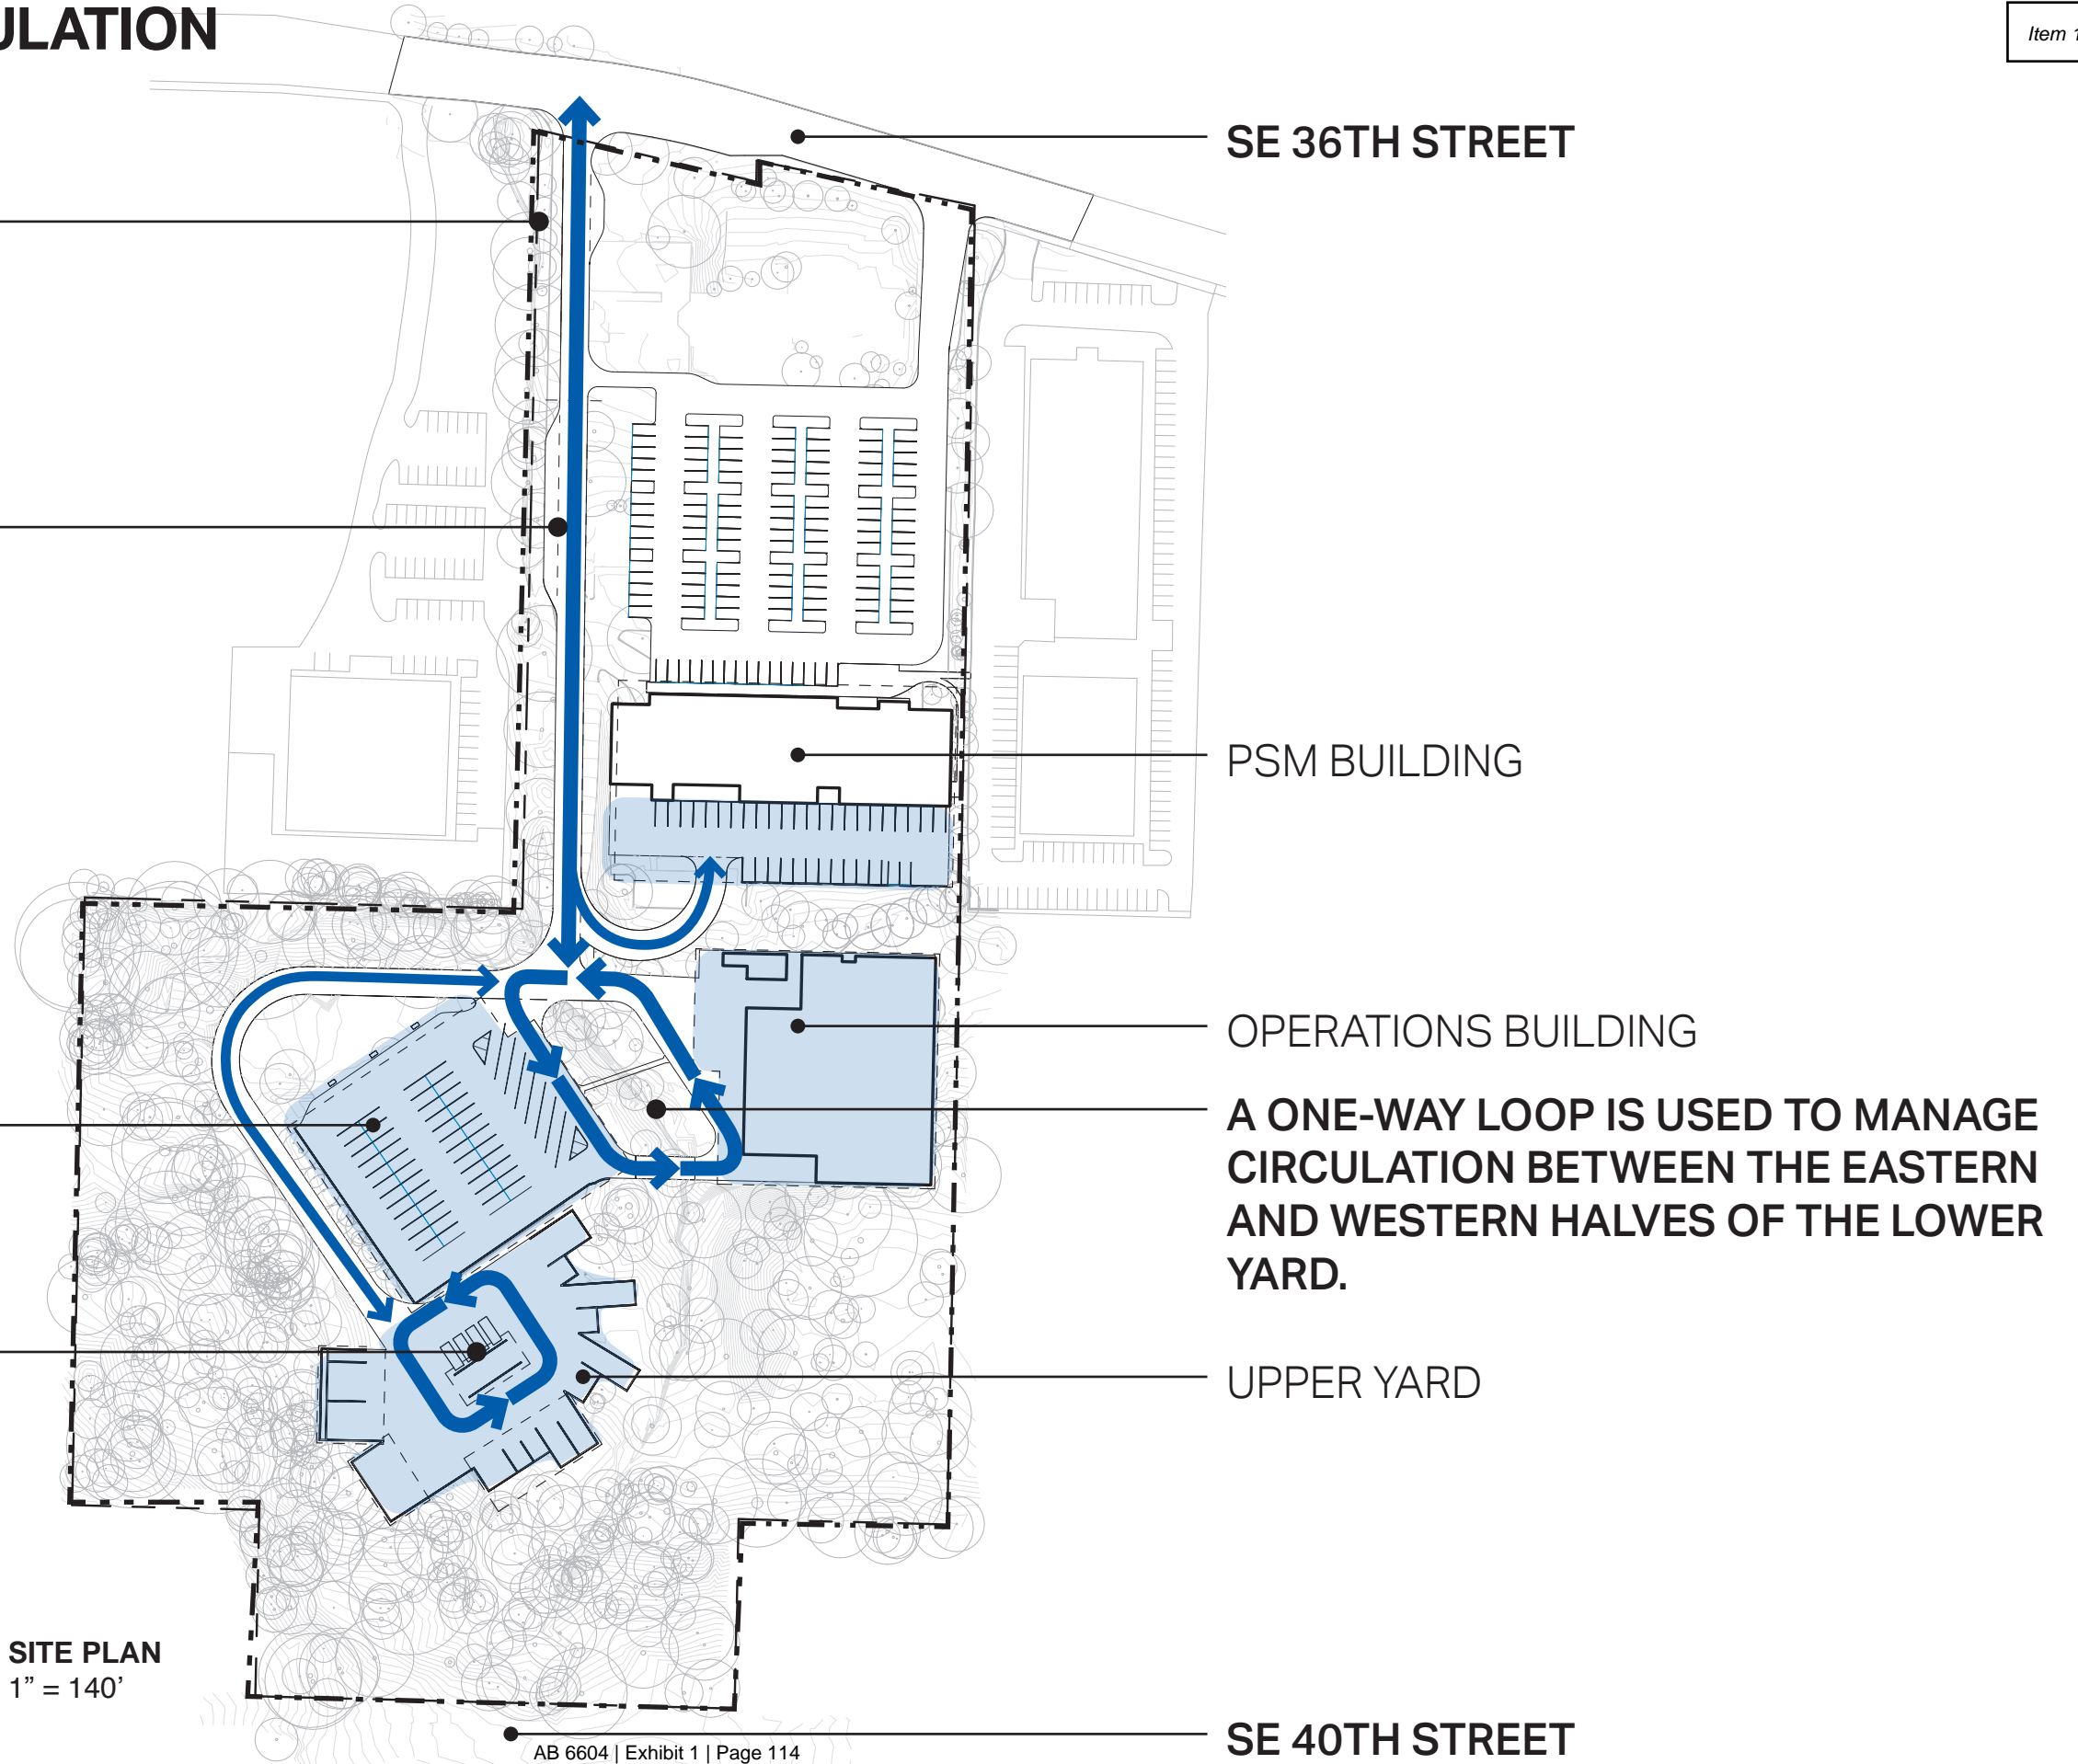 ULATION
Item 1
SE 36TH STREET
PSM BUILDING
OPERATIONS BUILDING
A ONE-WAY LOOP IS USED TO MANAGE
CIRCULATION BETWEEN THE EASTERN
AND WESTERN HALVES OF THE LOWER
YARD.
UPPER YARD
SITE PLAN
1” = 140’
SE 40TH STREET
AB 6604 | Exhibit 1 | Page 114